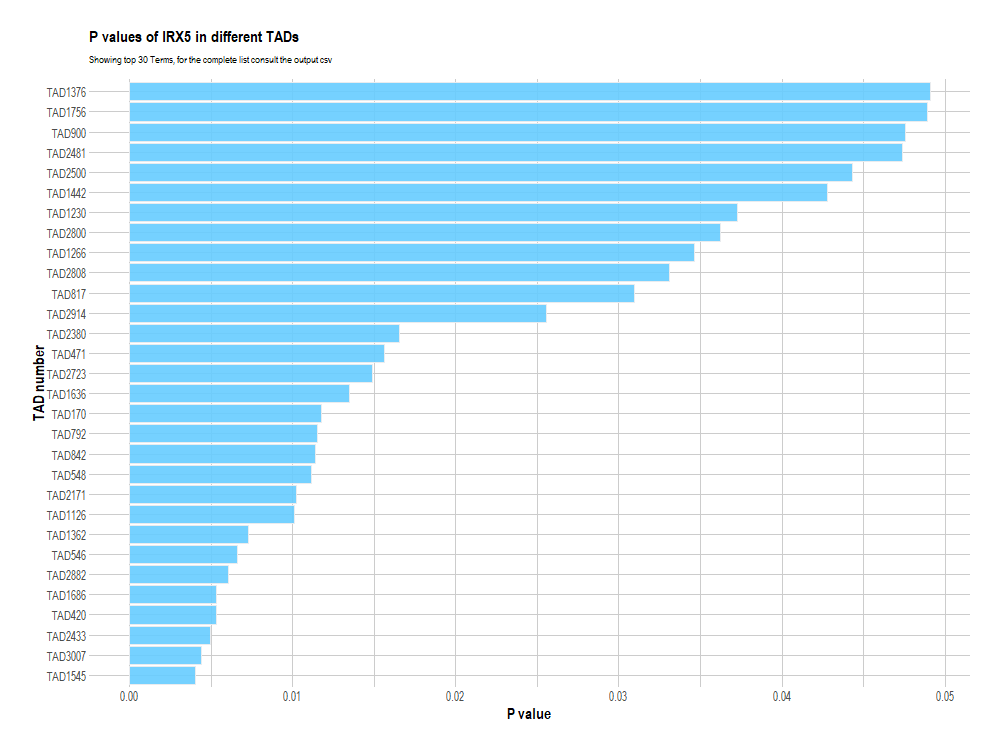 P values of IRX5 in different TADs
Showing top 30 Terms, for the complete list consult the output csv
TAD1376
TAD1756
TAD900
TAD2481
TAD2500
TAD1442
TAD1230
TAD2800
TAD1266
TAD2808
TAD817
TAD2914
TAD2380
TAD471
TAD2723
TAD1636
TAD170
TAD792
TAD842
TAD548
TAD2171
TAD1126
TAD1362
TAD546
TAD2882
TAD1686
TAD420
TAD2433
TAD3007
TAD1545
TAD number
0.00 0.01 0.02 0.03 0.04 0.05
P value